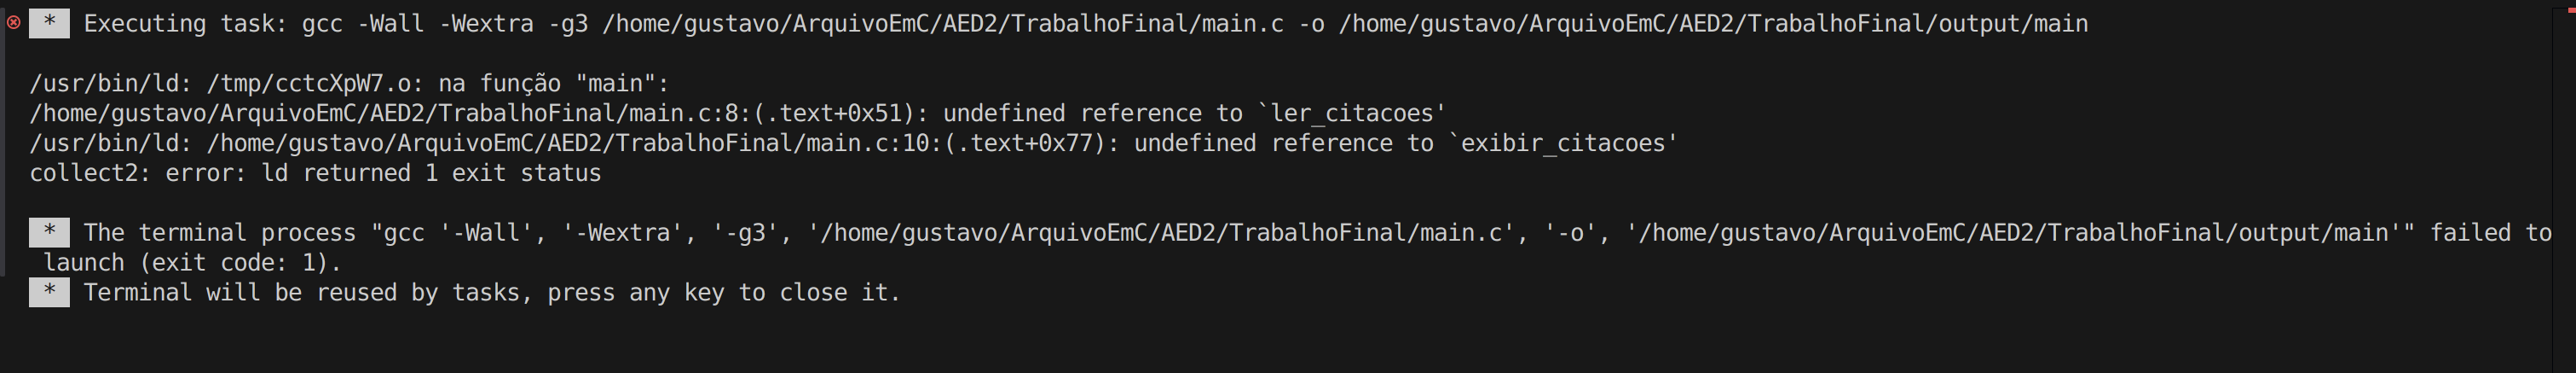 * Executing task: gcc -Wall -Wextra -g3 /home/gustavo/ArquivoEmC/AED2/TrabalhoFinal/main.c -o /home/gustavo/ArquivoEmC/AED2/TrabalhoFinal/output/main
/usr/bin/ld: /tmp/cctcXpW7.o: na função "main":
/home/gustavo/ArquivoEmC/AED2/TrabalhoFinal/main.c:8:(.text+0x51): undefined reference to `ler_citacoes'
/usr/bin/ld: /home/gustavo/ArquivoEmC/AED2/TrabalhoFinal/main.c:10:(.text+0x77): undefined reference to `exibir_citacoes'
collect2: error: ld returned 1 exit status
* The terminal process "gcc '-Wall', '-Wextra', '-g3', '/home/gustavo/ArquivoEmC/AED2/TrabalhoFinal/main.c', '-o', '/home/gustavo/ArquivoEmC/AED2/TrabalhoFinal/output/main'" failed to
launch (exit code: 1).
* Terminal will be reused by tasks, press any key to close it.